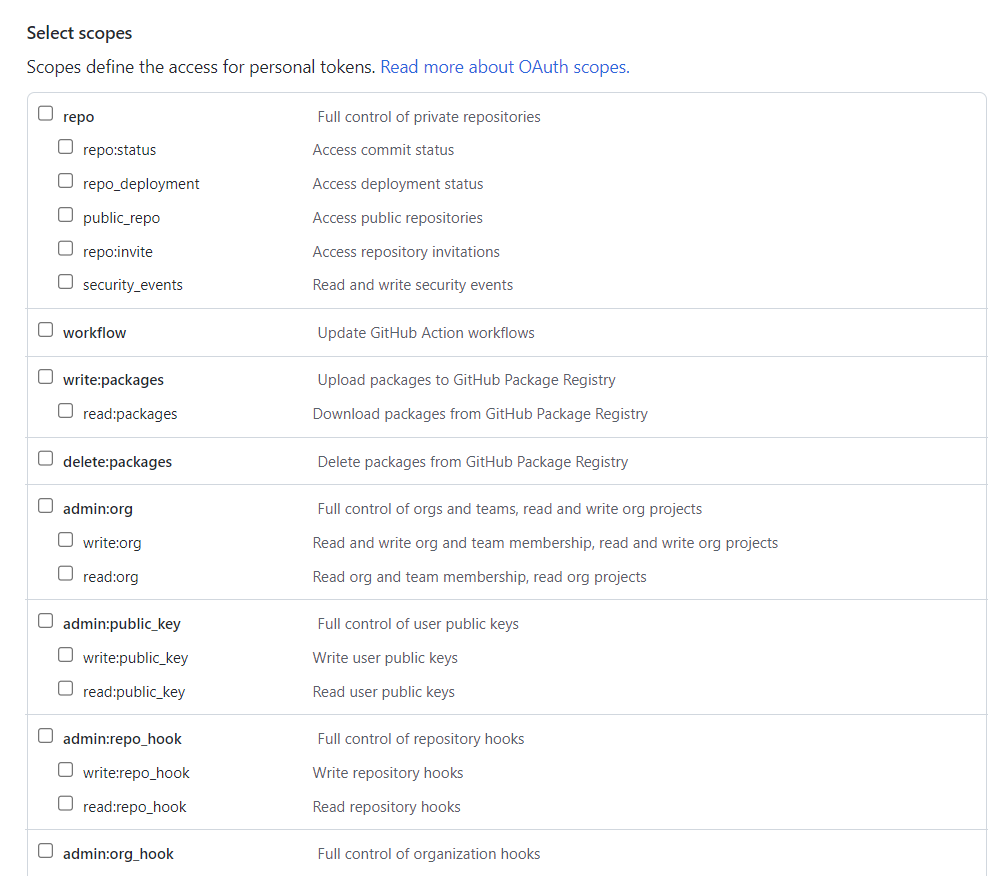 Select scopes
Scopes define the access for personal tokens. Read more about OAuth scopes.
repo Full control of private repositories
repo:status Access commit status
repo_deployment Access deployment status
public_repo Access public repositories
repo:invite Access repository invitations
security_events Read and write security events
workflow Update GitHub Action workflows
write:packages Upload packages to GitHub Package Registry
read:packages Download packages from GitHub Package Registry
delete:packages Delete packages from GitHub Package Registry
admin:org Full control of orgs and teams, read and write org projects
write:org Read and write org and team membership, read and write org projects
read:org Read org and team membership, read org projects
admin:public_key Full control of user public keys
write:public_key Write user public keys
read:public_key Read user public keys
admin:repo_hook Full control of repository hooks
write:repo_hook Write repository hooks
read:repo_hook Read repository hooks
admin:org_hook Full control of organization hooks